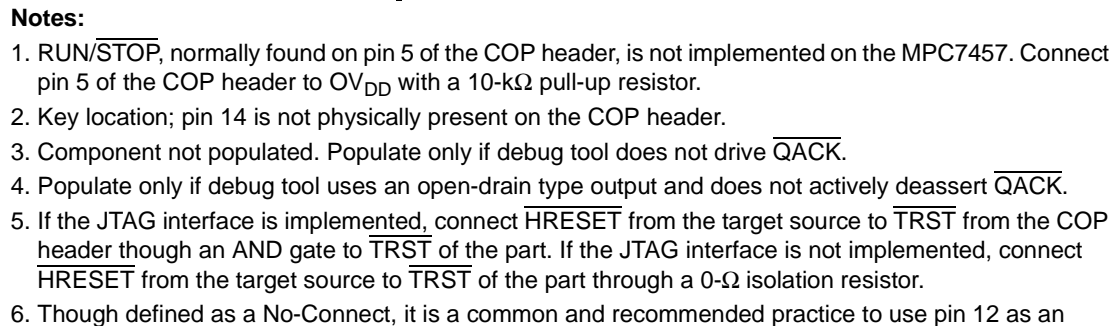 Notes:
1. RUN/STOP, normally found on pin 5 of the COP header, is not implemented on the MPC7457. Connect
pin 5 of the COP header to OVDD with a 10-kΩ pull-up resistor.
2. Key location; pin 14 is not physically present on the COP header.
3. Component not populated. Populate only if debug tool does not drive QACK.
4. Populate only if debug tool uses an open-drain type output and does not actively deassert QACK.
5. If the JTAG interface is implemented, connect HRESET from the target source to TRST from the COP
header though an AND gate to TRST of the part. If the JTAG interface is not implemented, connect
HRESET from the target source to TRST of the part through a 0-Ω isolation resistor.
6. Though defined as a No-Connect, it is a common and recommended practice to use pin 12 as an